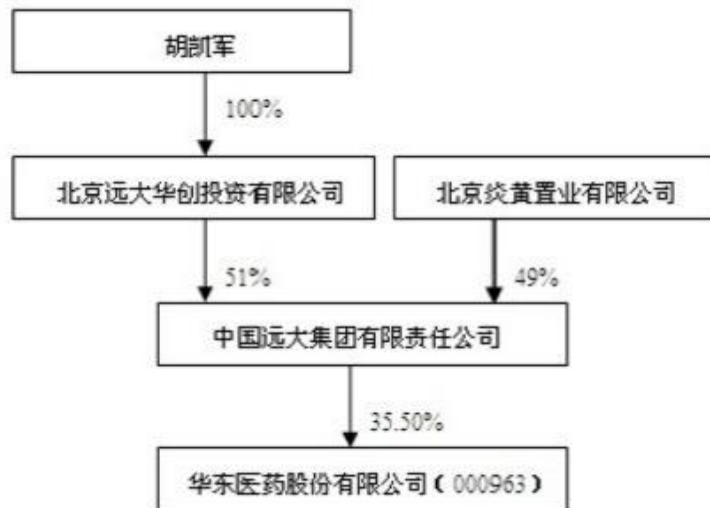 胡凯军
100%
北京远大华创投资有限公司
北京炎黄置业有限公司
51%
49%
中国远大集团有限责任公司
35.50%
华东医药股份有限公司（000963）